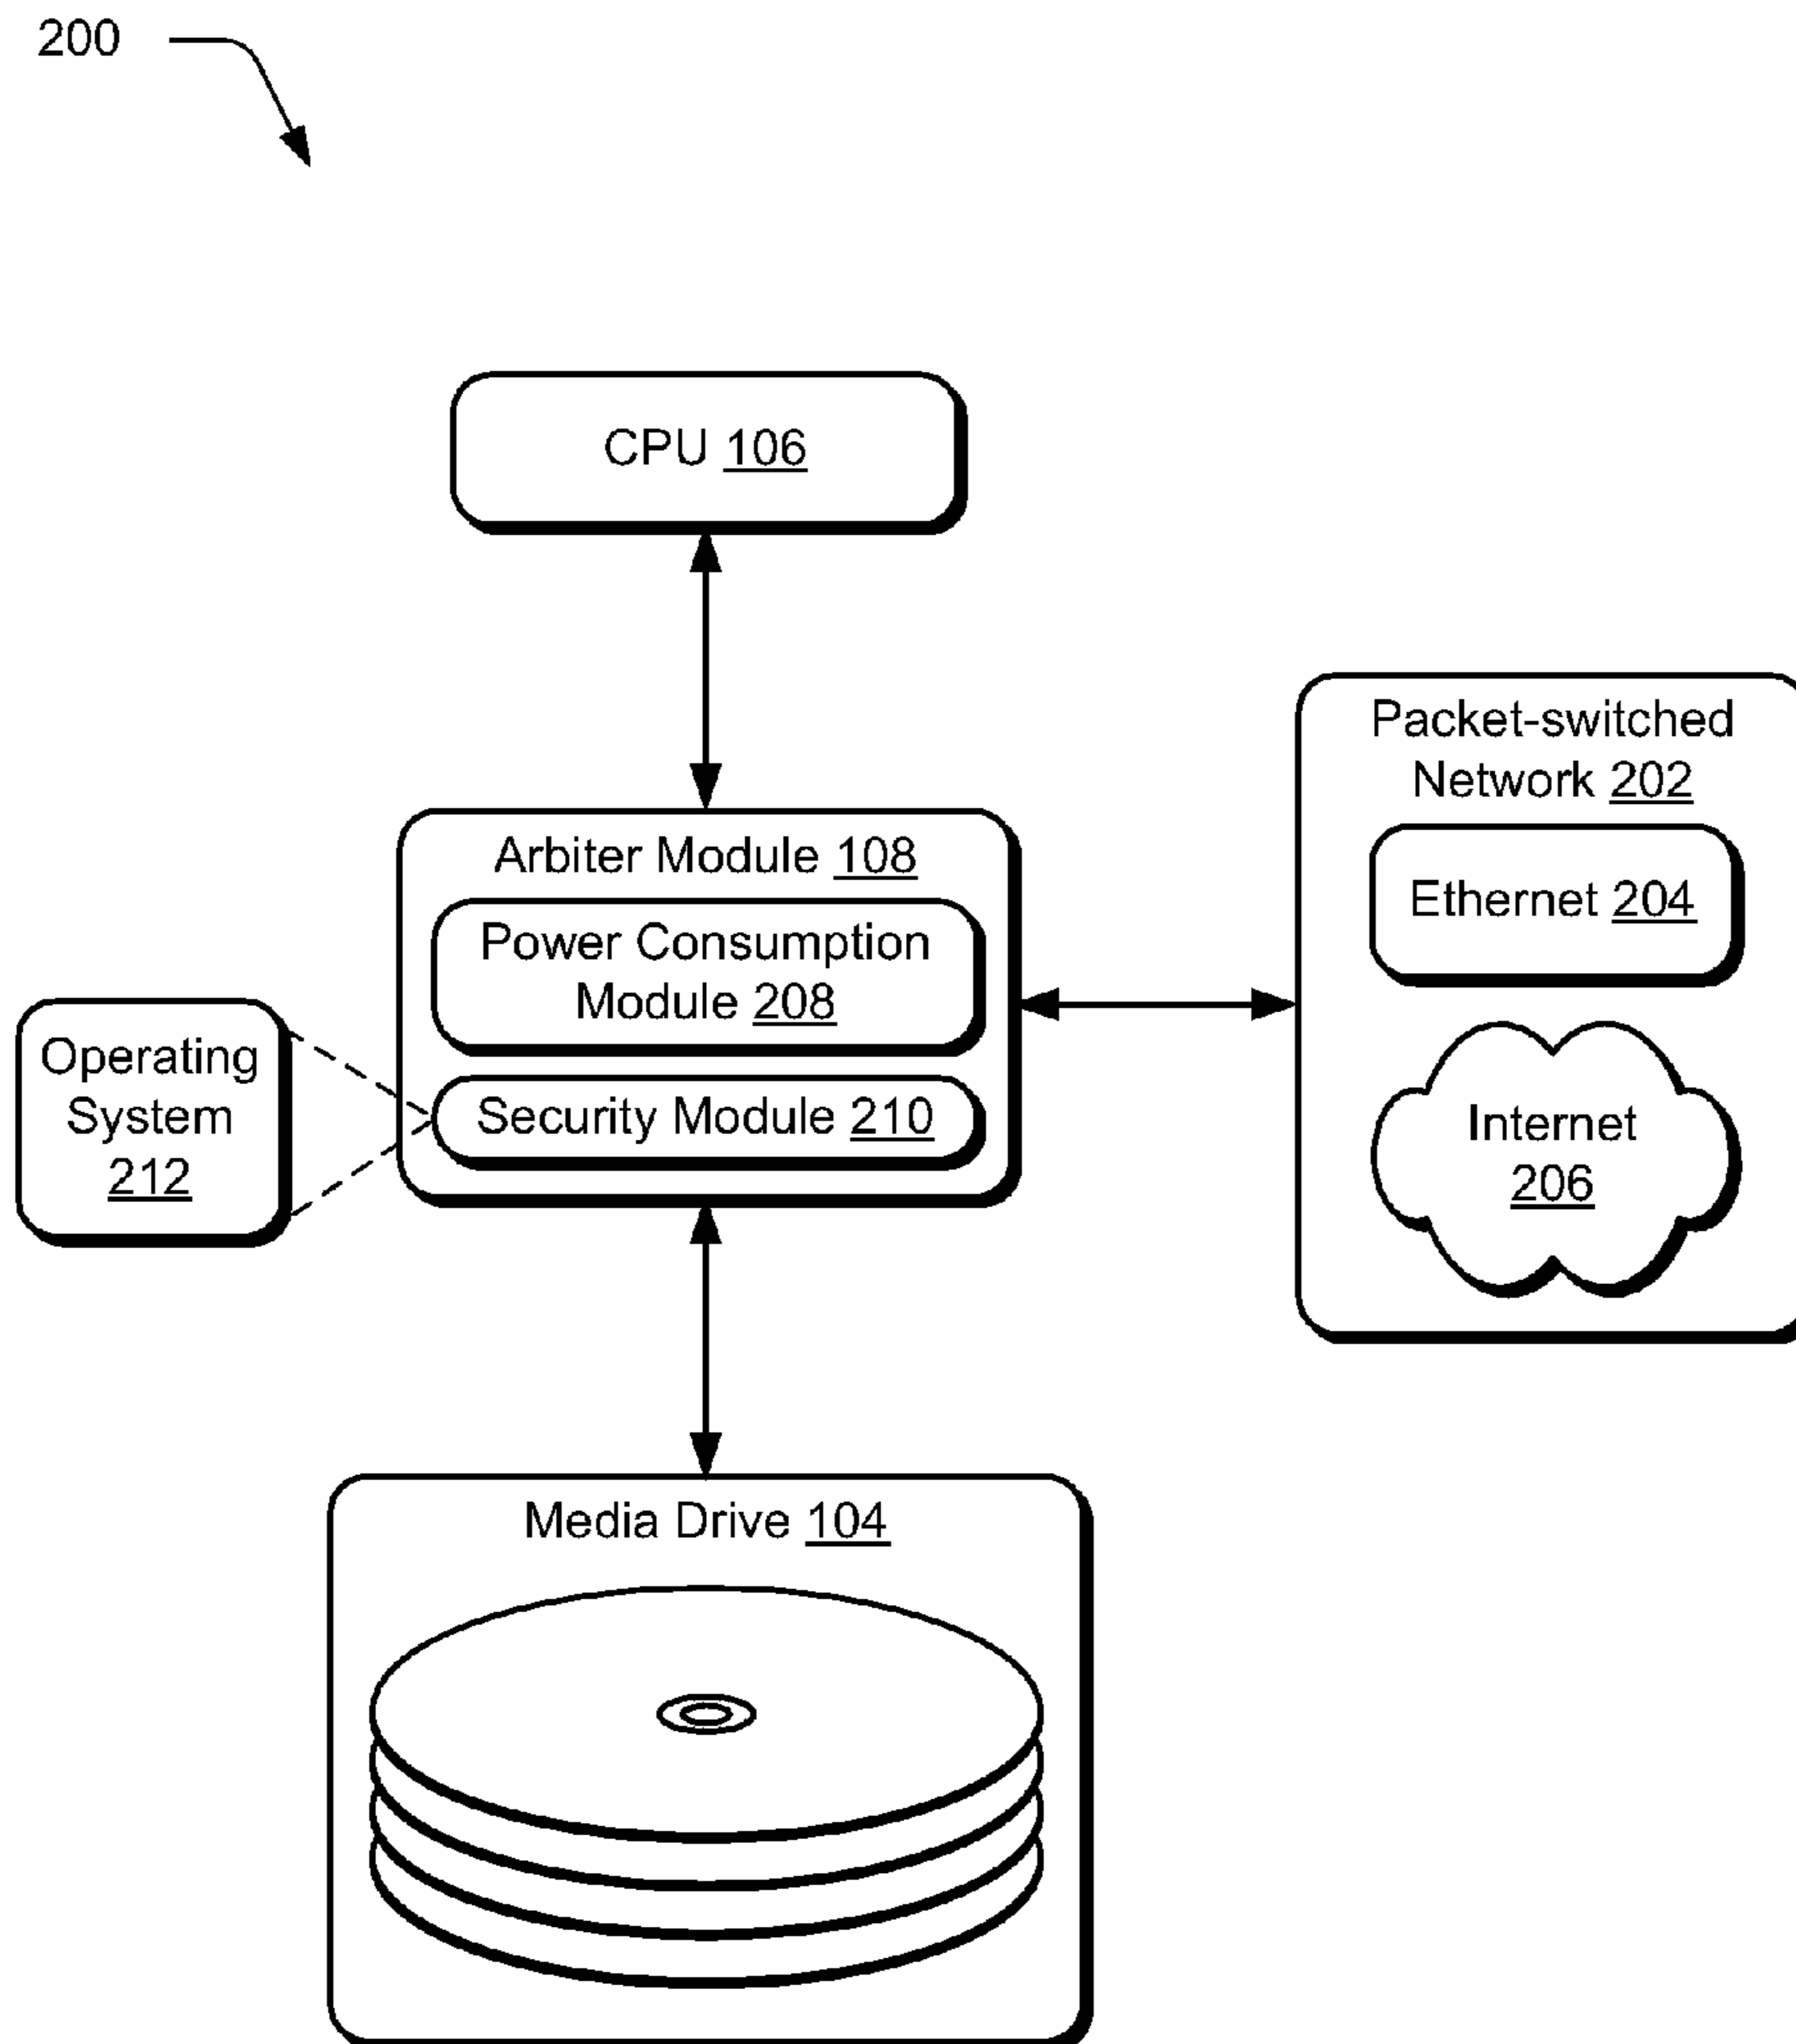 200
CPU 106
Packet-switched
Network 202
Arbiter Module 108
Ethernet 204
Power Consumption
Module 208
Operating
System
212
Security Module 210
Internet
206
Media Drive 104